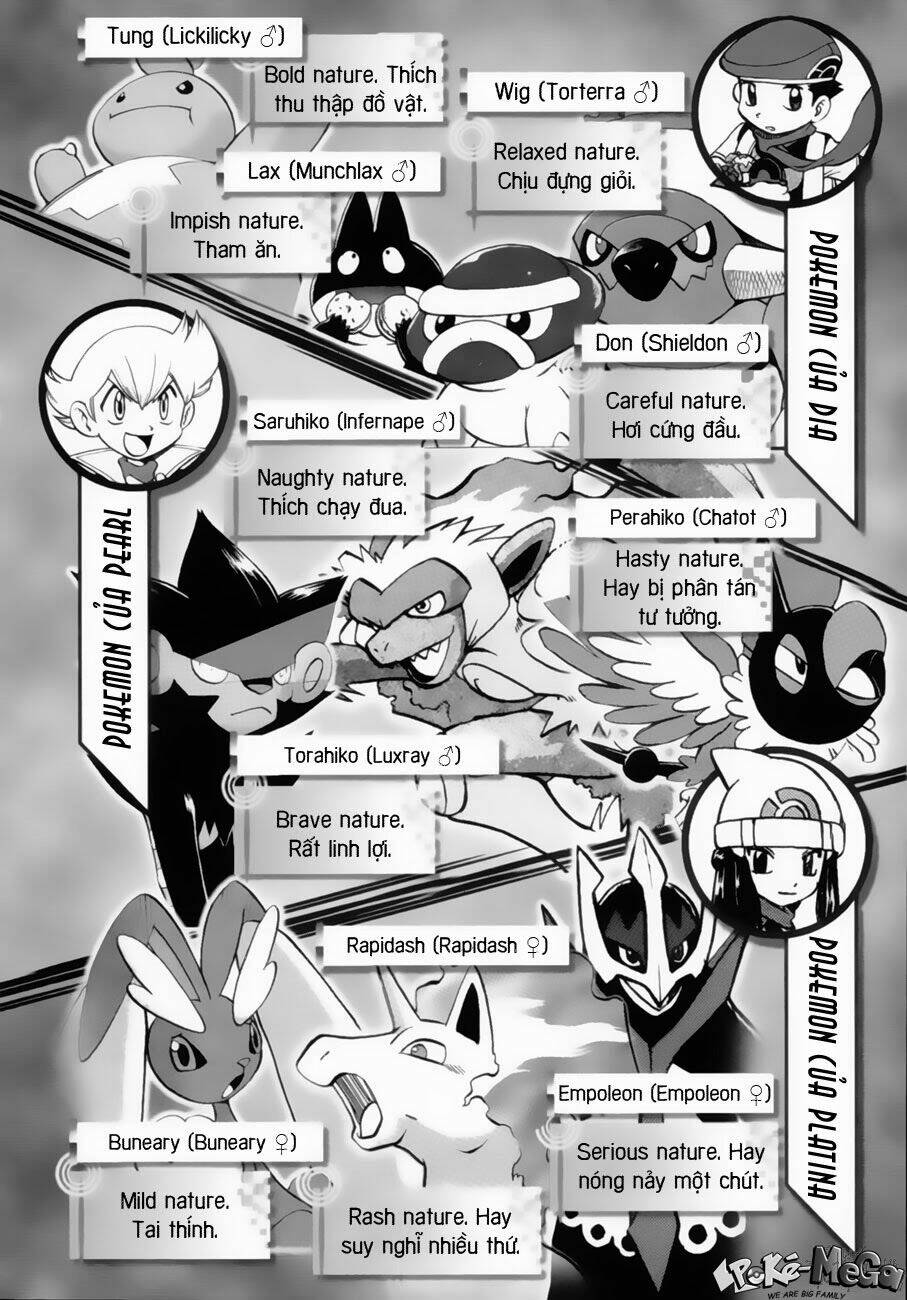 Tung (Lickilicky ♂)
Bold nature. Thích
thu thập đồ vật.
Wig (Torterra ♂)
Relaxed nature.
Chịu đựng giỏi.
Lax (Munchlax ♂)
Impish nature.
Tham ăn.
POKEMON CỦA DIA
Don (Shieldon ♂)
Careful nature.
Hơi cứng đầu.
Saruhiko (Infernape ♂)
Naughty nature.
Thích chạy đua.
Perahiko (Chatot ♂)
Hasty nature.
Hay bị phân tán
tư tưởng.
POKEMON CỦA PEARL
Torahiko (Luxray ♂)
Brave nature.
Rất linh lợi.
Rapidash (Rapidash ♀)
POKEMON CỦA PLATINA
Empoleon (Empoleon ♀)
Serious nature. Hay
nóng nảy một chút.
Buneary (Buneary ♀)
Mild nature.
Tai thính.
Rash nature. Hay
suy nghĩ nhiều thứ.
Poké-Mega
WE ARE BIG FAMILY